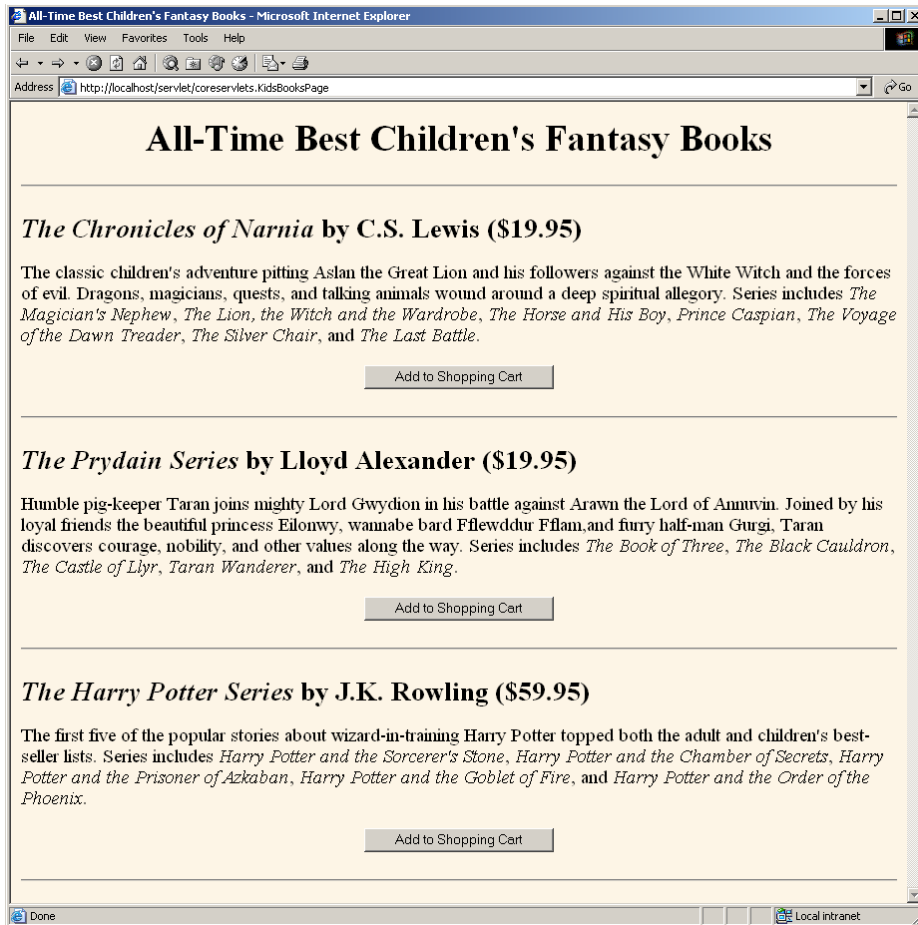 All-Time Best Children's Fantasy Books - Microsoft Internet Explorer
File Edit View Favorites Tools Help
Address http://localhost/servlet/coreservlets.KidsBooksPage Go
All-Time Best Children's Fantasy Books
The Chronicles of Narnia by C.S. Lewis ($19.95)
The classic children's adventure pitting Aslan the Great Lion and his followers against the White Witch and the forces
of evil. Dragons, magicians, quests, and talking animals wound around a deep spiritual allegory. Series includes The
Magician's Nephew, The Lion, the Witch and the Wardrobe, The Horse and His Boy, Prince Caspian, The Voyage
of the Dawn Treader, The Silver Chair, and The Last Battle.
Add to Shopping Cart
The Prydain Series by Lloyd Alexander ($19.95)
Humble pig-keeper Taran joins mighty Lord Gwydion in his battle against Arawn the Lord of Annuvin. Joined by his
loyal friends the beautiful princess Eilonwy, wannabe bard Fflewddur Fflam,and furry half-man Gurgi, Taran
discovers courage, nobility, and other values along the way. Series includes The Book of Three, The Black Cauldron,
The Castle of Llyr, Taran Wanderer, and The High King.
Add to Shopping Cart
The Harry Potter Series by J.K. Rowling ($59.95)
The first five of the popular stories about wizard-in-training Harry Potter topped both the adult and children's best-
seller lists. Series includes Harry Potter and the Sorcerer's Stone, Harry Potter and the Chamber of Secrets, Harry
Potter and the Prisoner of Azkaban, Harry Potter and the Goblet of Fire, and Harry Potter and the Order of the
Phoenix.
Add to Shopping Cart
Done Local intranet